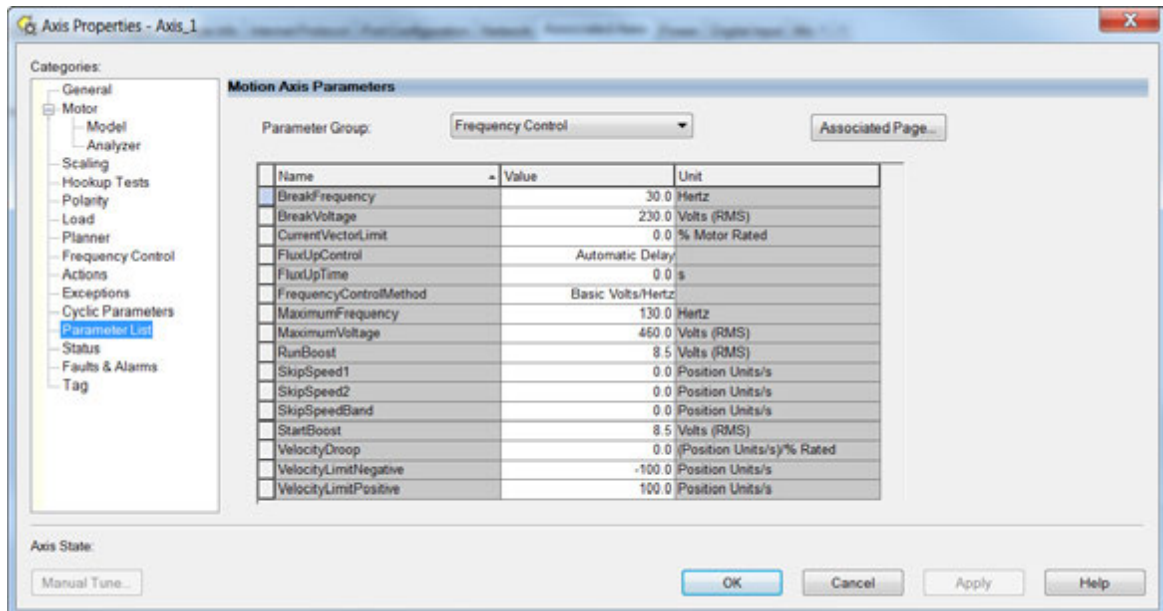 Axis Properties - Axis_1
Categories:
General
Motor
Model
Analyzer
Scaling
Hookup Tests
Polarity
Load
Planner
Frequency Control
Actions
Exceptions
Cyclic Parameters
Parameter List
Status
Faults & Alarms
Tag
Motion Axis Parameters
Parameter Group: Frequency Control Associated Page...
Name Value Unit
BreakFrequency 30.0 Hertz
BreakVoltage 230.0 Volts (RMS)
CurrentVectorLimit 0.0 % Motor Rated
FluxUpControl Automatic Delay
FluxUpTime 0.0 s
FrequencyControlMethod Basic Volts/Hertz
MaximumFrequency 130.0 Hertz
MaximumVoltage 460.0 Volts (RMS)
RunBoost 8.5 Volts (RMS)
SkipSpeed1 0.0 Position Units/s
SkipSpeed2 0.0 Position Units/s
SkipSpeedBand 0.0 Position Units/s
StartBoost 8.5 Volts (RMS)
VelocityDroop 0.0 (Position Units/s)/% Rated
VelocityLimitNegative -100.0 Position Units/s
VelocityLimitPositive 100.0 Position Units/s
Axis State:
Manual Tune... OK Cancel Apply Help